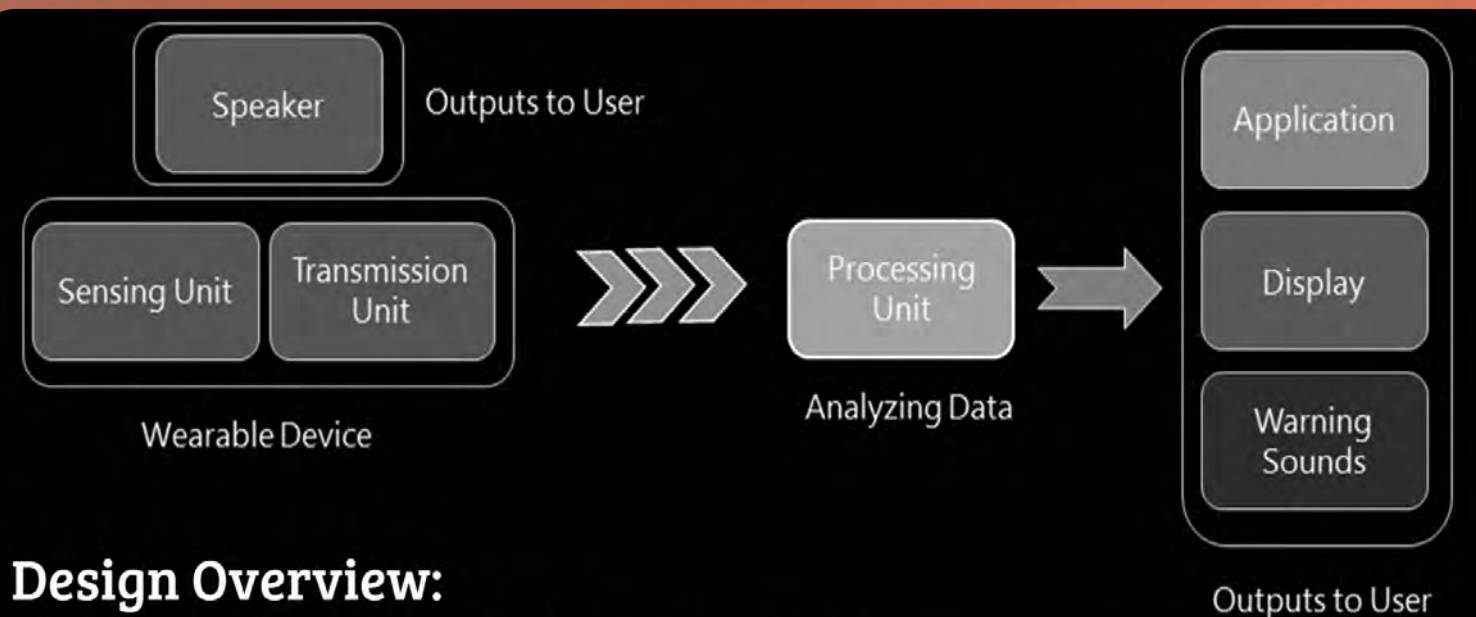 Speaker
Outputs to User
Sensing Unit
Transmission
Unit
Wearable Device
Processing
Unit
Analyzing Data
Application
Display
Warning
Sounds
Outputs to User
Design Overview: